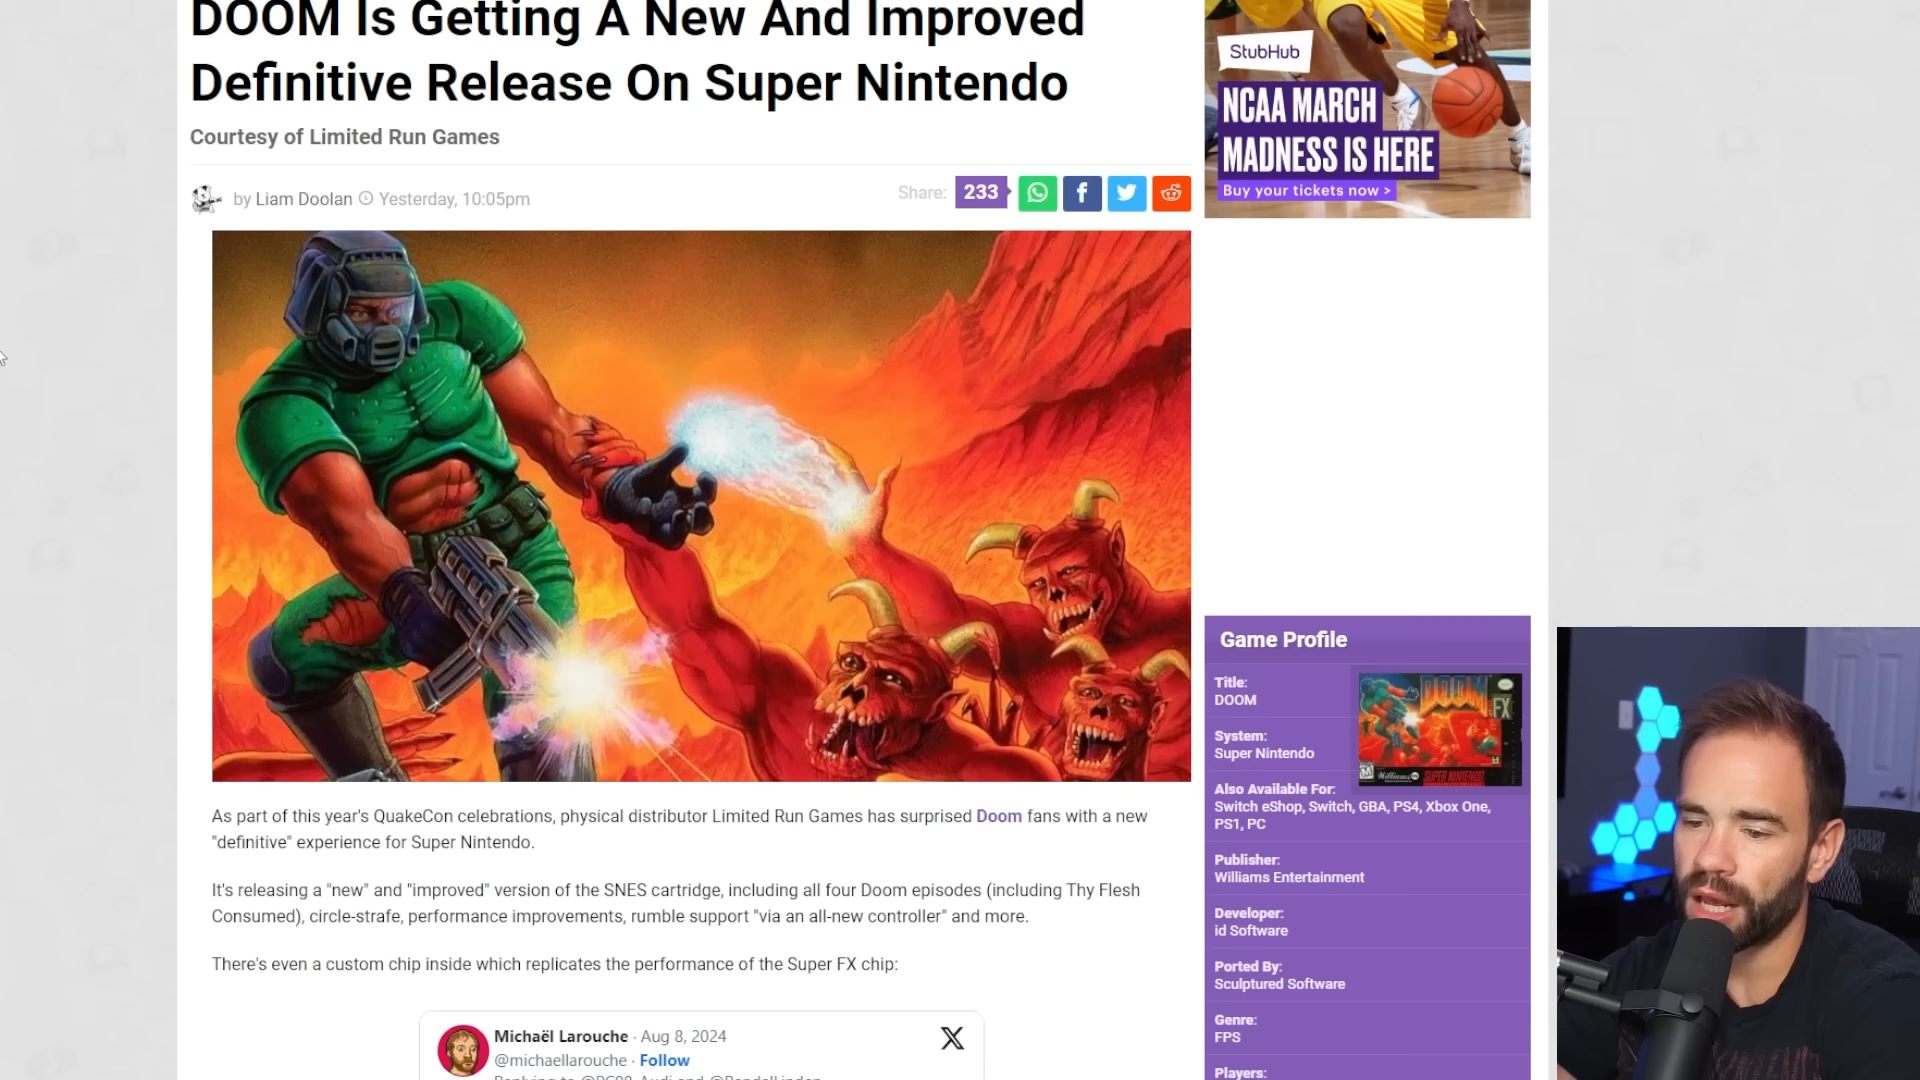 DOOM Is Getting A New And Improved
Definitive Release On Super Nintendo
Courtesy of Limited Run Games
by Liam Doolan Yesterday, 10:05pm
Share: 233
As part of this year's QuakeCon celebrations, physical distributor Limited Run Games has surprised Doom fans with a new
"definitive" experience for Super Nintendo.
It's releasing a "new" and "improved" version of the SNES cartridge, including all four Doom episodes (including Thy Flesh
Consumed), circle-strafe, performance improvements, rumble support "via an all-new controller" and more.
There's even a custom chip inside which replicates the performance of the Super FX chip:
Michaël Larouche · Aug 8, 2024
@michaellarouche · Follow
StubHub
NCAA MARCH
MADNESS IS HERE
Buy your tickets now >
Game Profile
Title:
DOOM
System:
Super Nintendo
Also Available For:
Switch eShop, Switch, GBA, PS4, Xbox One,
PS1, PC
Publisher:
Williams Entertainment
Developer:
id Software
Ported By:
Sculptured Software
Genre:
FPS
Players:
DOOM
FX
Williams
SUPER NINTENDO